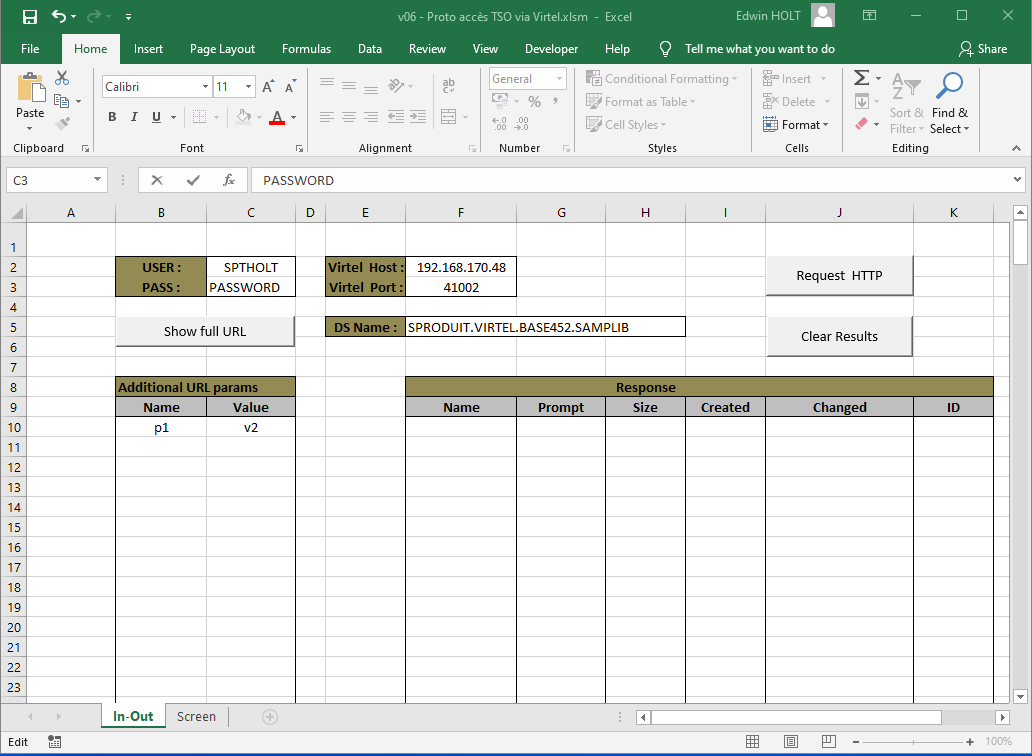 v06 - Proto accès TSO via Virtel.xlsm - Excel
Edwin HOLT
File Home Insert Page Layout Formulas Data Review View Developer Help Tell me what you want to do Share
Paste
Calibri 11
General
Conditional Formatting
Format as Table
Cell Styles
Insert
Delete
Format
Sort & Filter
Find & Select
Clipboard Font Alignment Number Styles Cells Editing
C3 fx PASSWORD
A B C D E F G H I J K
1
2 USER : SPTHOLT Virtel Host : 192.168.170.48 Request HTTP
3 PASS : PASSWORD Virtel Port : 41002
4
5 Show full URL DS Name : SPRODUIT.VIRTEL.BASE452.SAMPLIB Clear Results
6
7
8 Additional URL params Response
9 Name Value Name Prompt Size Created Changed ID
10 p1 v2
11
12
13
14
15
16
17
18
19
20
21
22
23
In-Out Screen
Edit 100%